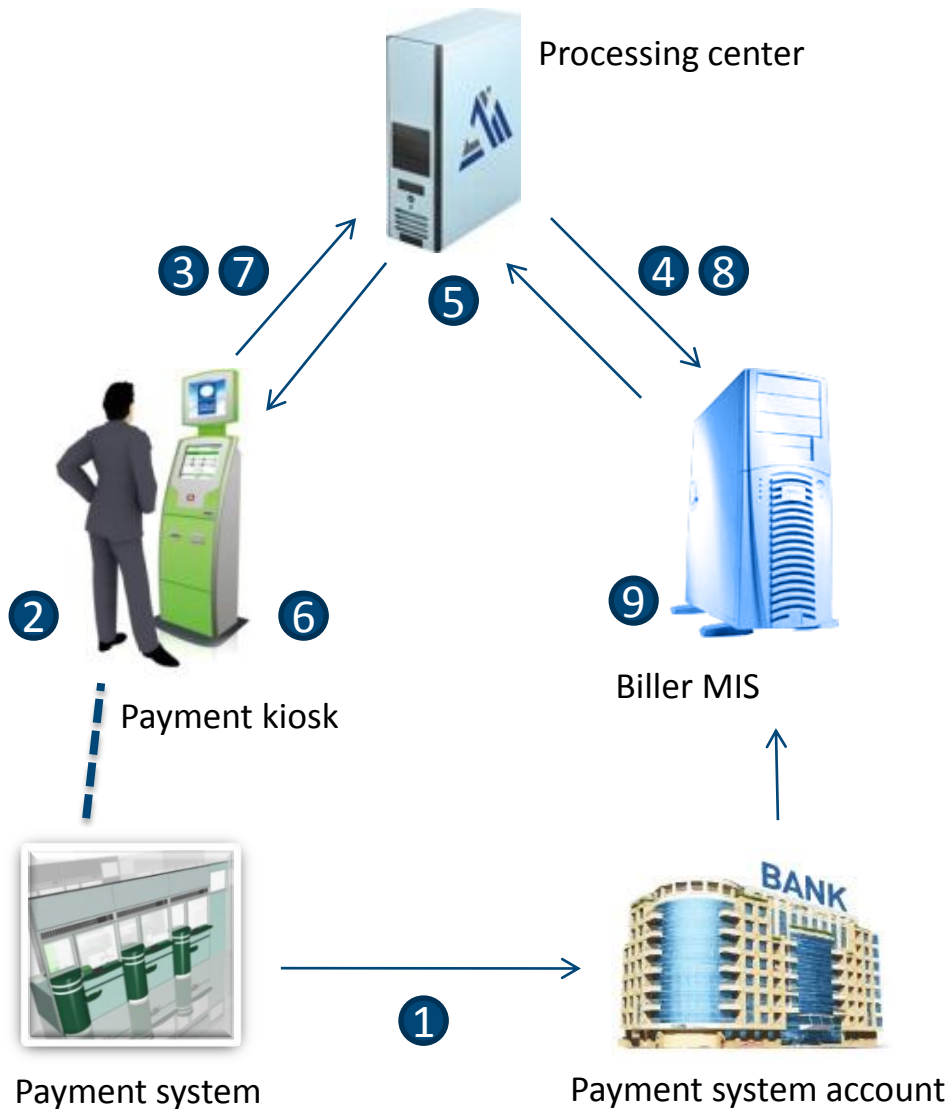 Processing center
3 7
4 8
5
2
6
9
Biller MIS
Payment kiosk
BANK
1
Payment system
Payment system account